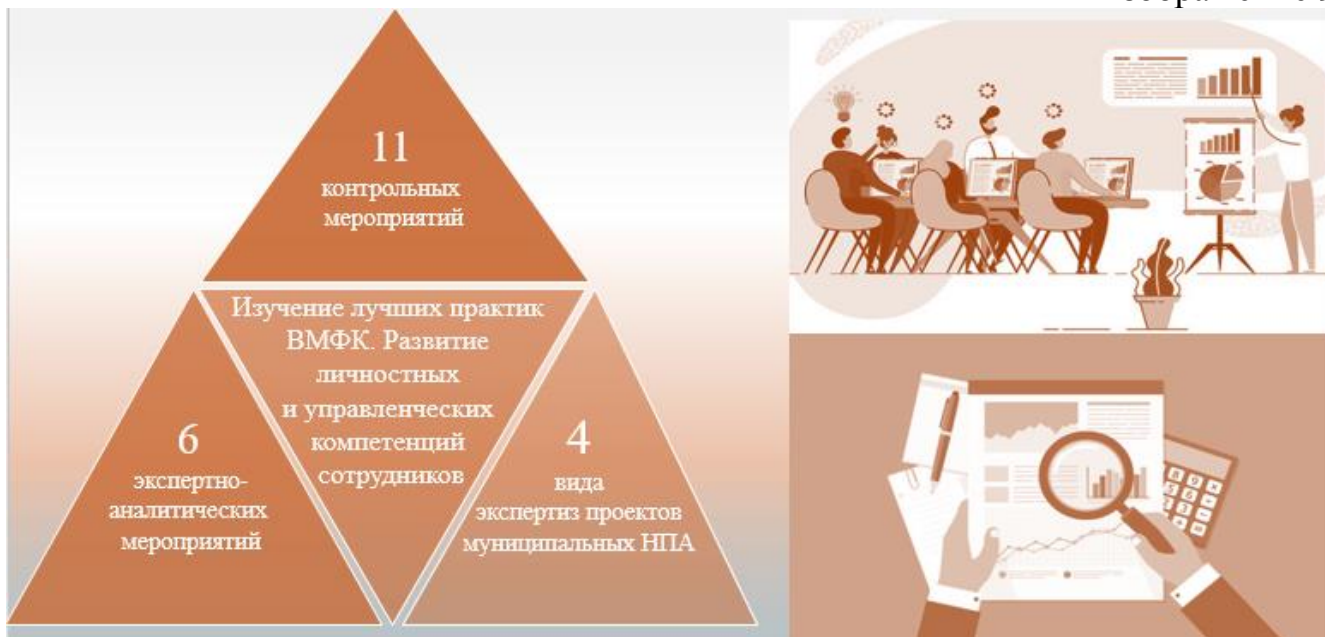 11
контрольных
мероприятий
Изучение лучших практик
ВМФК. Развитие
личностных
и управленческих
компетенций
сотрудников
6
экспертно-
аналитических
мероприятий
4
вида
экспертиз проектов
муниципальных НПА